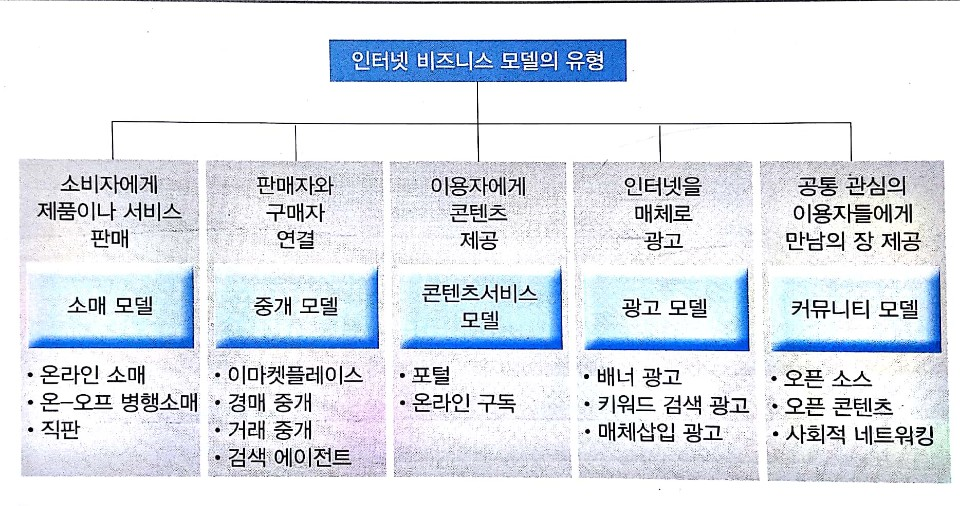 인터넷 비즈니스 모델의 유형
소비자에게
제품이나 서비스
판매
소매 모델
• 온라인 소매
• 온–오프 병행소매
• 직판
판매자와
구매자
연결
중개 모델
• 이마켓플레이스
• 경매 중개
• 거래 중개
• 검색 에이전트
이용자에게
콘텐츠
제공
콘텐츠서비스
모델
• 포털
• 온라인 구독
인터넷을
매체로
광고
광고 모델
• 배너 광고
• 키워드 검색 광고
• 매체삽입 광고
공통 관심의
이용자들에게
만남의 장 제공
커뮤니티 모델
• 오픈 소스
• 오픈 콘텐츠
• 사회적 네트워킹